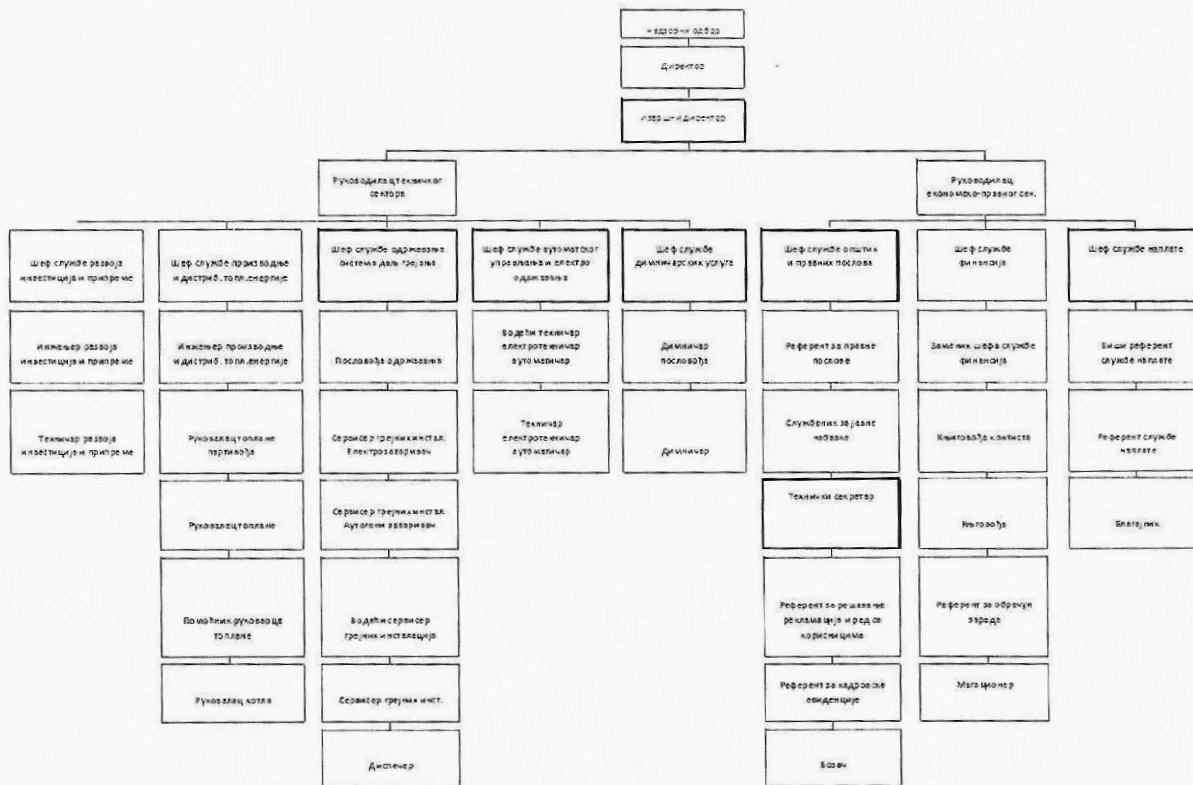 Надзорни одбор
Директор
Извршни директор
Руководилац техничког
сектора
Руководилац
економско-правног сек.
Шеф службе развоја
инвестиција и припреме
Шеф службе производње
и дистриб. топл.енергије
Шеф службе одржавања
система даљ. грејања
Шеф службе аутоматског
управљања и електро
одржавања
Шеф службе
димничарских услуга
Шеф службе општих
и правних послова
Шеф службе
финансија
Шеф службе наплате
Инжењер развоја
инвестиција и припреме
Инжењер производње
и дистриб. топл.енергије
Пословођа одржавања
Водећи техничар
електротехничар
аутоматичар
Димничар
пословођа
Референт за правне
послове
Заменик шефа службе
финансија
Виши референт
службе наплате
Техничар развоја
инвестиција и припреме
Руковалац топлане
партивођа
Сервисер грејних инстал.
Електрозаваривач
Техничар
електротехничар
аутоматичар
Димничар
Службеник за јавне
набавке
Књиговођа контиста
Референт службе
наплате
Руковалац топлане
Сервисер грејних инстал.
Аутогени заваривач
Технички секретар
Књиговођа
Благајник
Помоћник руковаоца
топлане
Водећи сервисер
грејних инсталација
Референт за решавање
рекламација и рад са
корисницима
Референт за обрачун
зарада
Руковалац котла
Сервисер грејних инст.
Референт за кадровске
евиденције
Магационер
Диспечер
Возач